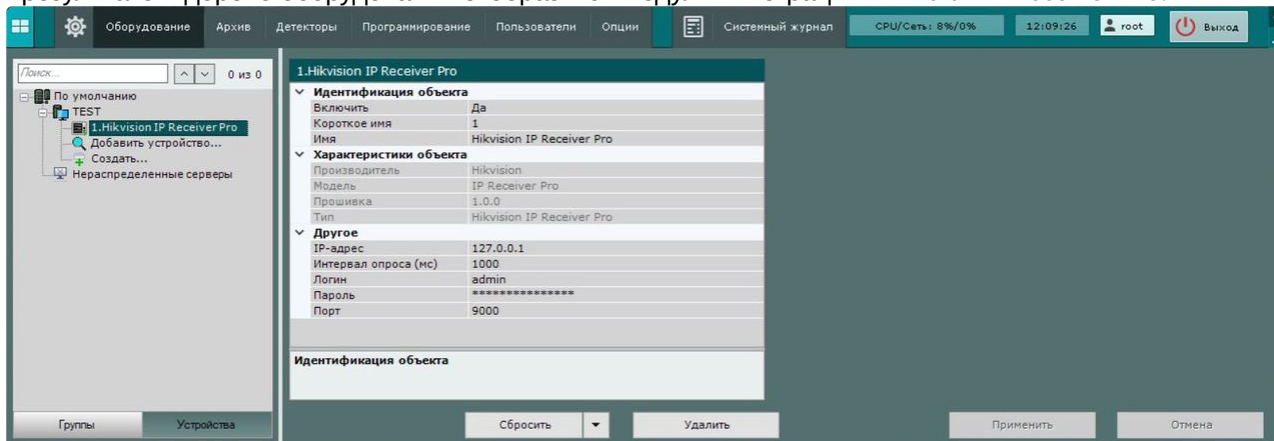 Оборудование Архив Детекторы Программирование Пользователи Опции Системный журнал CPU/Сеть: 8%/0% 12:09:26 root Выход
Поиск... 0 из 0
По умолчанию
TEST
1.Hikvision IP Receiver Pro
Добавить устройство...
Создать...
Нераспределенные серверы
Группы Устройства
1.Hikvision IP Receiver Pro
Идентификация объекта
Включить Да
Короткое имя 1
Имя Hikvision IP Receiver Pro
Характеристики объекта
Производитель Hikvision
Модель IP Receiver Pro
Прошивка 1.0.0
Тип Hikvision IP Receiver Pro
Другое
IP-адрес 127.0.0.1
Интервал опроса (мс) 1000
Логин admin
Пароль ***************
Порт 9000
Идентификация объекта
Сбросить Удалить Применить Отмена